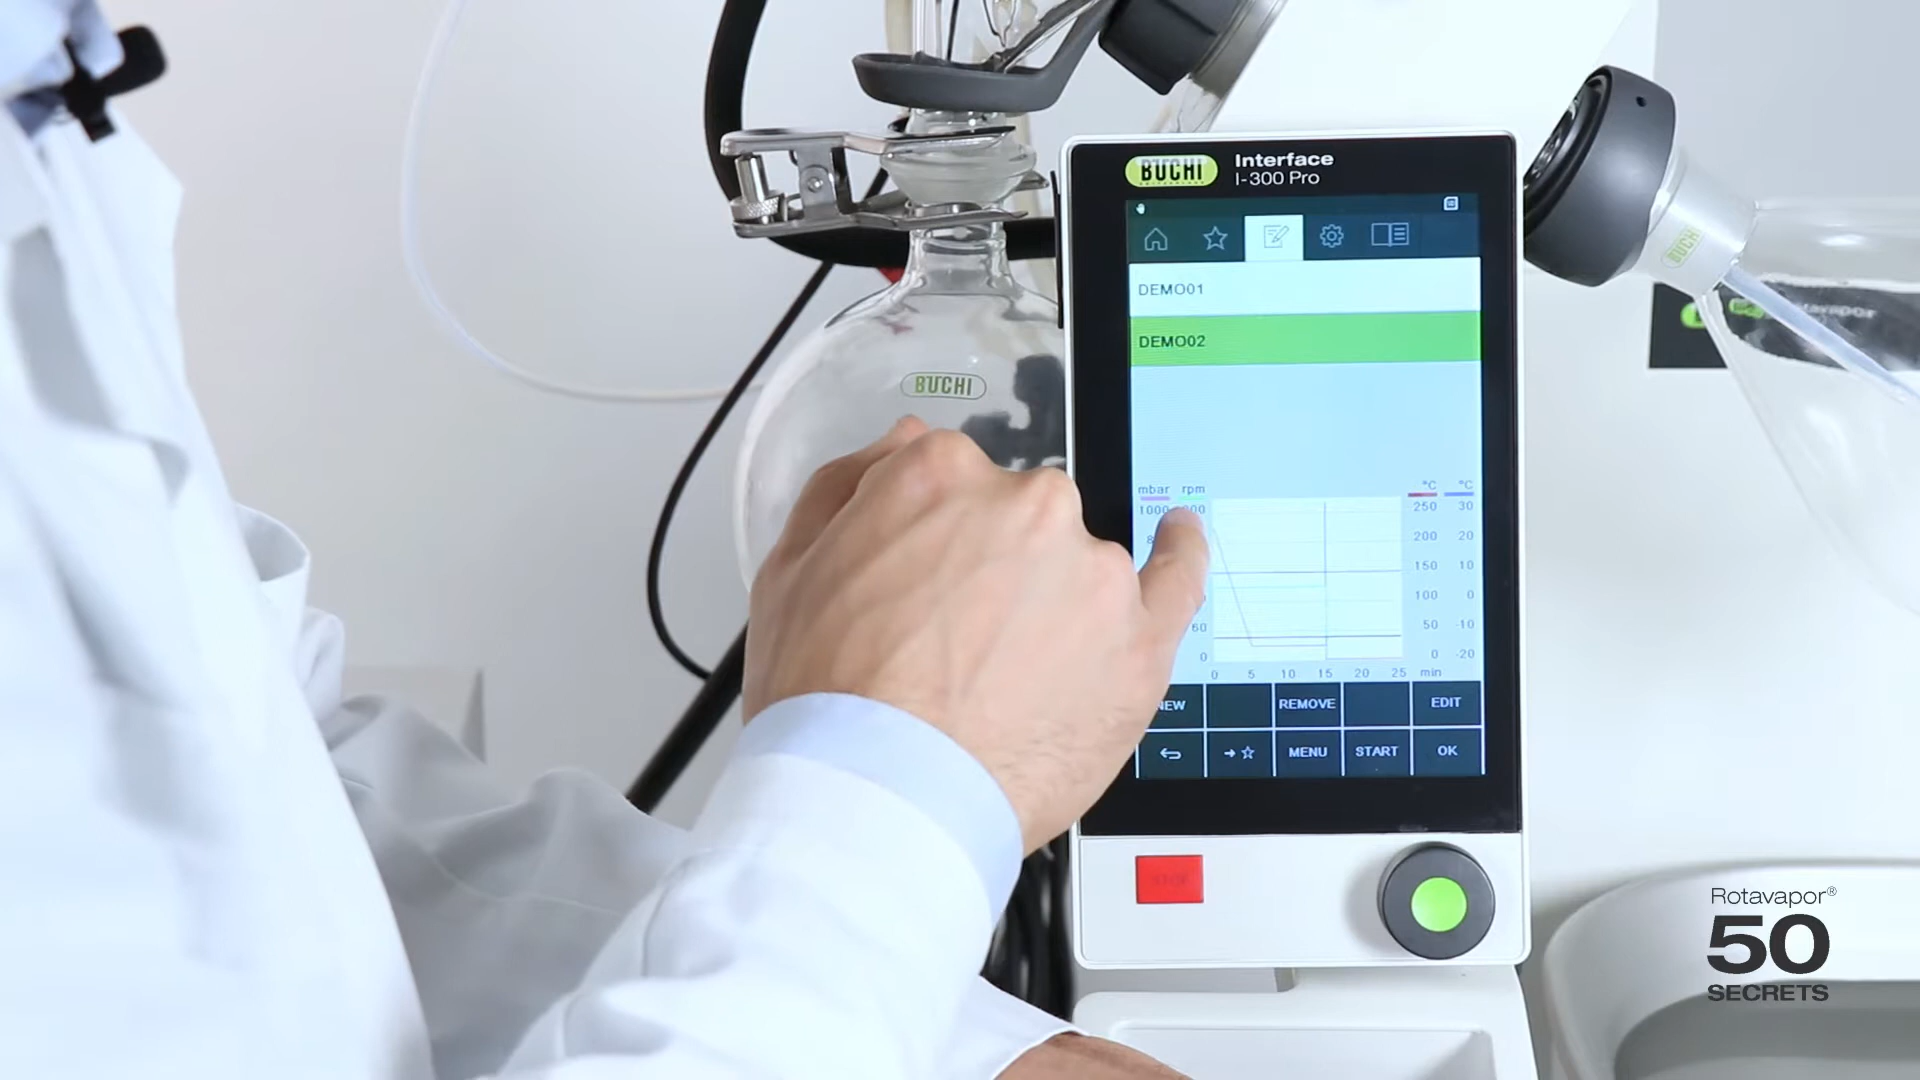 BUCHI
Interface
I-300 Pro
DEMO01
DEMO02
BUCHI
BUCHI
mbar rpm °C °C
1000 250 30
200 20
150 10
100 0
60 50 -10
0 0 -20
0 5 10 15 20 25 min
REMOVE EDIT
MENU START OK
STOP
Rotavapor®
50
SECRETS